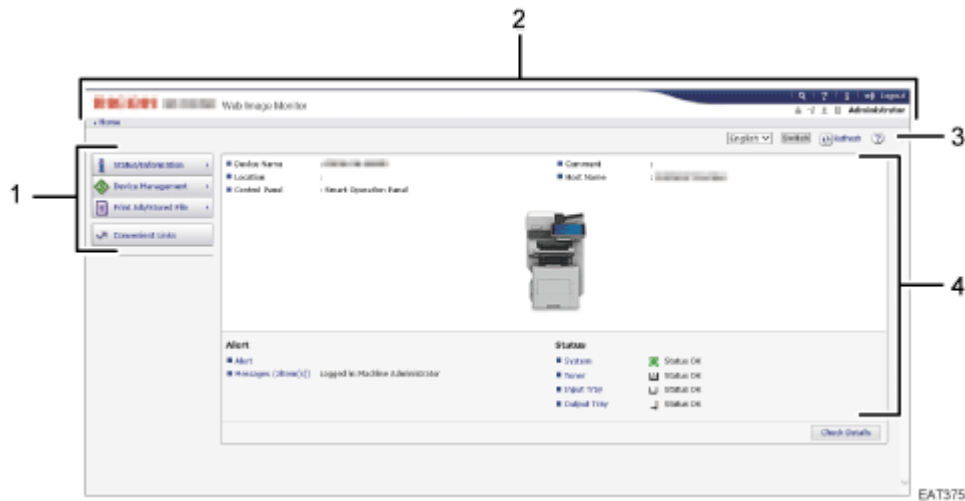 2
Web Image Monitor
Logout
Administrator
Home
English Switch Refresh
3
1
Status/Information
Device Management
Print Job/Stored File
Convenient Links
Device Name :
Location :
Control Panel : Smart Operation Panel
Comment :
Host Name :
4
Alert
Alert
Messages (2item(s)) Logged in: Machine Administrator
Status
System Status OK
Toner Status OK
Input Tray Status OK
Output Tray Status OK
Check Details
EAT375